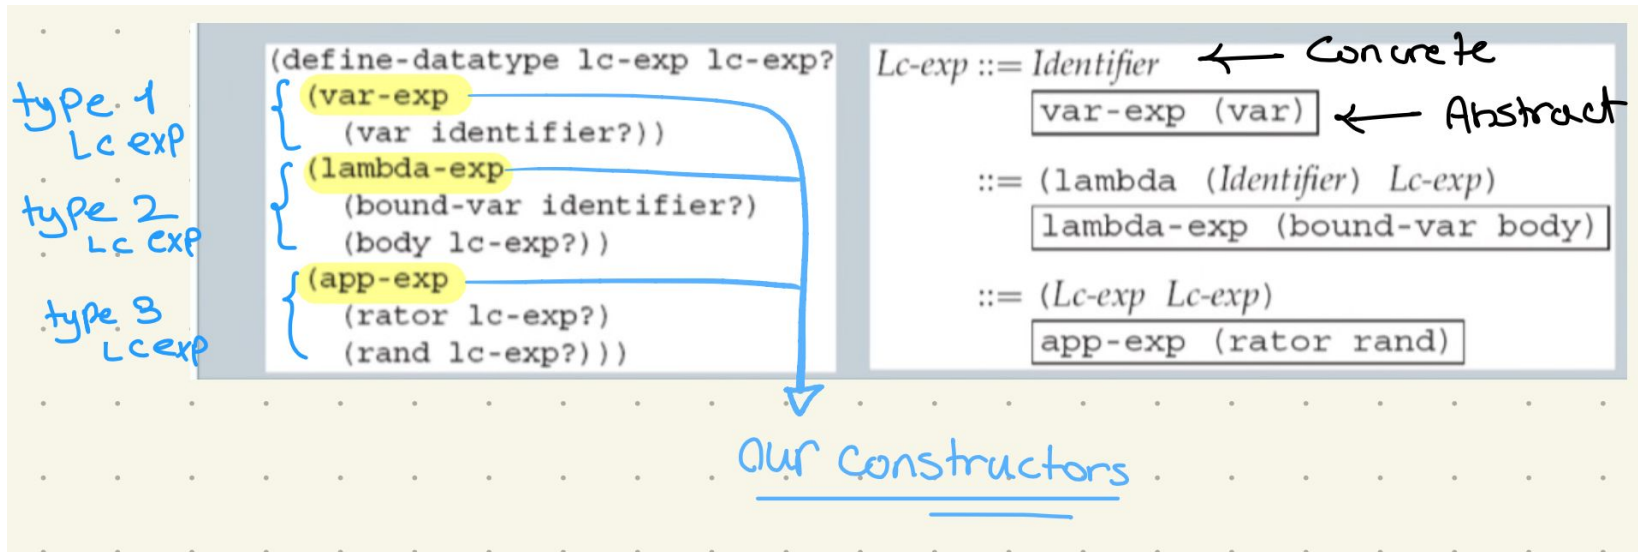 type 1
Lc exp
type 2
Lc exp
type 3
Lc exp
(define-datatype lc-exp lc-exp?
(var-exp
(var identifier?))
(lambda-exp
(bound-var identifier?)
(body lc-exp?))
(app-exp
(rator lc-exp?)
(rand lc-exp?)))
Lc-exp ::= Identifier ← Concrete
var-exp (var) ← Abstract
::= (lambda (Identifier) Lc-exp)
lambda-exp (bound-var body)
::= (Lc-exp Lc-exp)
app-exp (rator rand)
our constructors